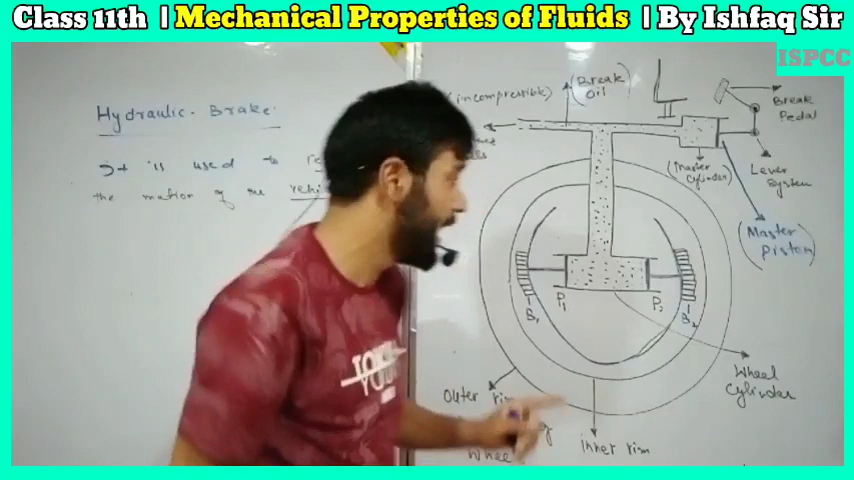 Class 11th | Mechanical Properties of Fluids | By Ishfaq Sir
ISPCC
Hydraulic - Brake
It is used to
the motion of the
(incompressible)
(Break
Oil)
Break
Pedal
(Master
Cylinder)
Lever
System
(Master
Piston)
P1
P2
B1
B2
Wheel
Cylinder
Outer rim
Wheel
inner rim